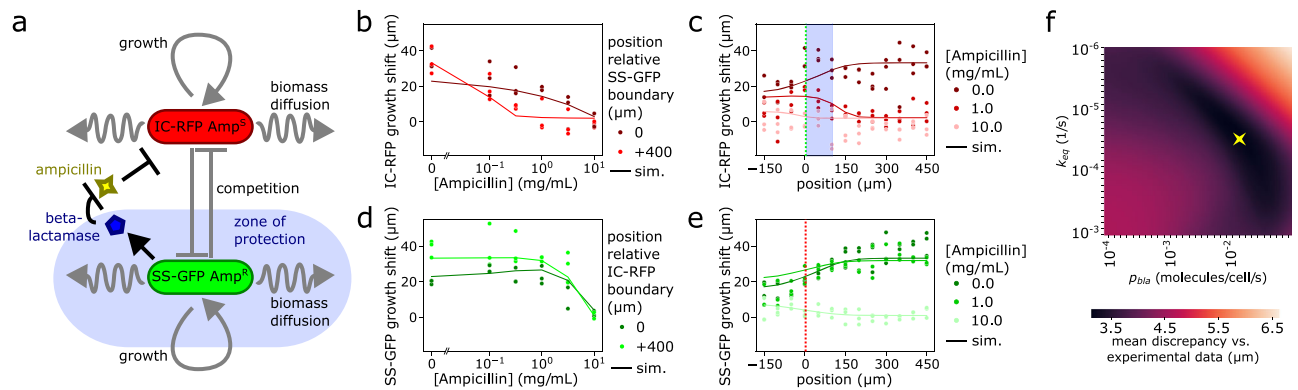 a
growth
IC-RFP Amp^S
biomass
diffusion
ampicillin
competition
beta-
lactamase
zone of
protection
SS-GFP Amp^R
biomass
diffusion
growth
b
IC-RFP growth shift (µm)
40
20
0
0
10^-1
10^0
10^1
[Ampicillin] (mg/mL)
position
relative
SS-GFP
boundary
(µm)
0
+400
sim.
c
IC-RFP growth shift (µm)
40
20
0
−150
0
150
300
450
position (µm)
[Ampicillin]
(mg/mL)
0.0
1.0
10.0
sim.
d
SS-GFP growth shift (µm)
40
20
0
0
10^-1
10^0
10^1
[Ampicillin] (mg/mL)
position
relative
IC-RFP
boundary
(µm)
0
+400
sim.
e
SS-GFP growth shift (µm)
40
20
0
−150
0
150
300
450
position (µm)
[Ampicillin]
(mg/mL)
0.0
1.0
10.0
sim.
f
k_eq (1/s)
10^-6
10^-5
10^-4
10^-3
10^-4
10^-3
10^-2
p_bla (molecules/cell/s)
3.5 4.5 5.5 6.5
mean discrepancy vs.
experimental data (µm)